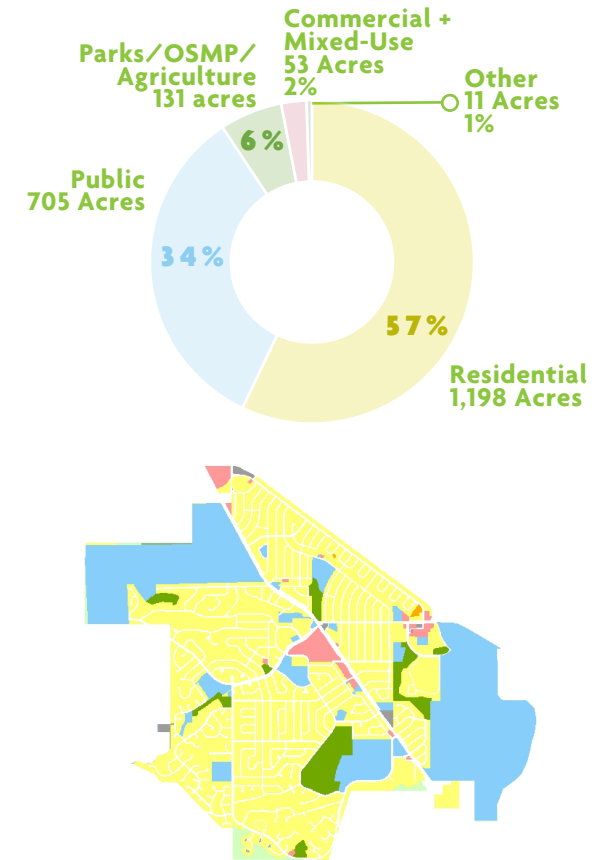 Commercial +
Mixed-Use
53 Acres
2%
Parks/OSMP/
Agriculture
131 acres
6%
Other
11 Acres
1%
Public
705 Acres
34%
57%
Residential
1,198 Acres